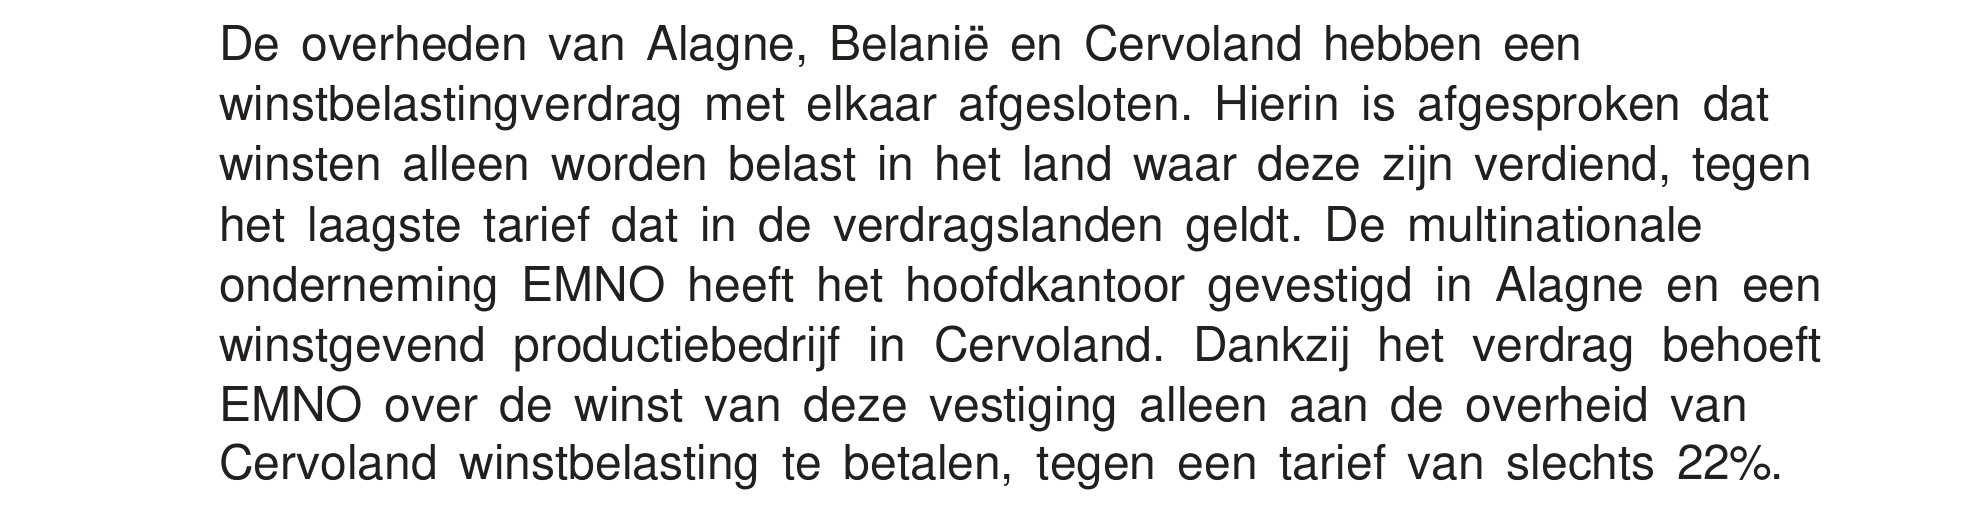 De overheden van Alagne, Belanië en Cervoland hebben een
winstbelastingverdrag met elkaar afgesloten. Hierin is afgesproken dat
winsten alleen worden belast in het land waar deze zijn verdiend, tegen
het laagste tarief dat in de verdragslanden geldt. De multinationale
onderneming EMNO heeft het hoofdkantoor gevestigd in Alagne en een
winstgevend productiebedrijf in Cervoland. Dankzij het verdrag behoeft
EMNO over de winst van deze vestiging alleen aan de overheid van
Cervoland winstbelasting te betalen, tegen een tarief van slechts 22%.